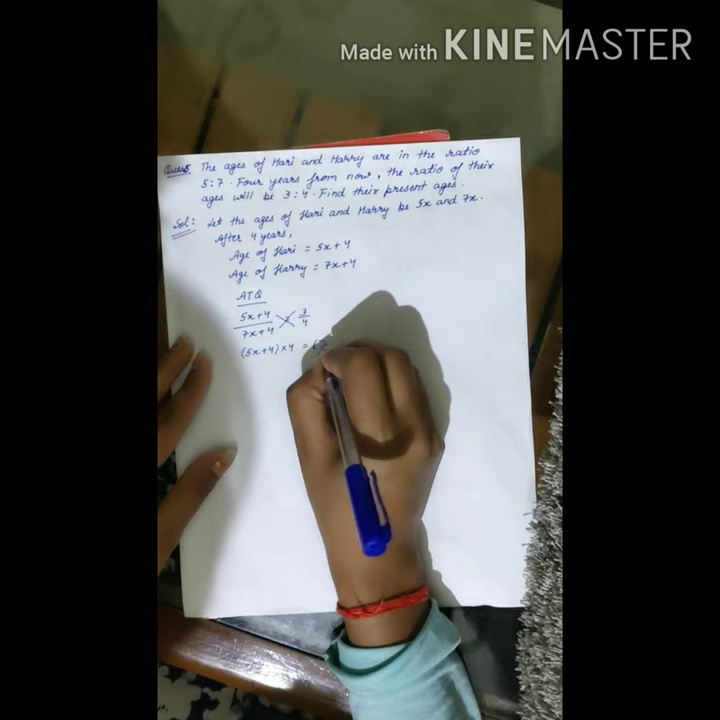 Made with KINEMASTER
Ques5. The ages of Hari and Harry are in the ratio
5:7. Four years from now, the ratio of their
ages will be 3:4. Find their present ages.
Sol: Let the ages of Hari and Harry be 5x and 7x.
After 4 years,
Age of Hari = 5x+4
Age of Harry = 7x+4
ATQ
5x+4 / 7x+4 = 3/4
(5x+4)×4 = (